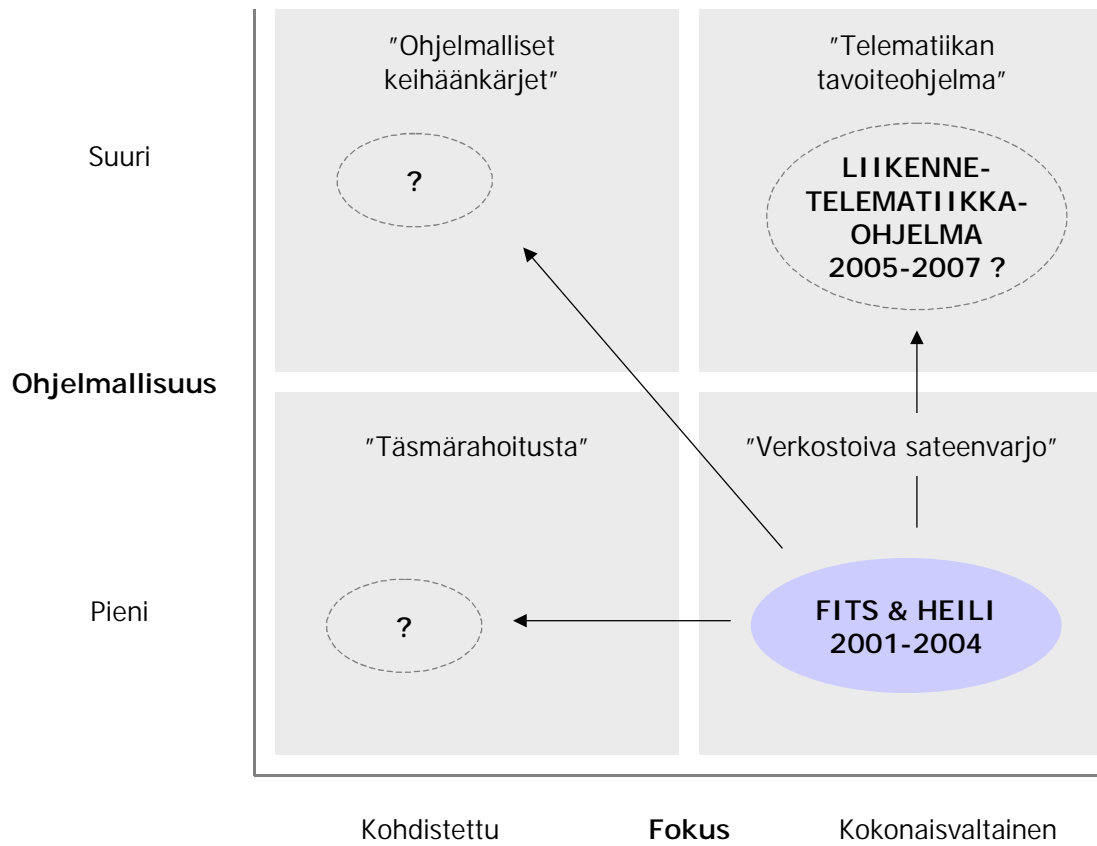 "Ohjelmalliset
keihäänkärjet"
"Telematiikan
tavoiteohjelma"
Suuri
?
LIIKENNE-
TELEMATIIKKA-
OHJELMA
2005-2007 ?
Ohjelmallisuus
"Täsmärahoitusta"
"Verkostoiva sateenvarjo"
Pieni
?
FITS & HEILI
2001-2004
Kohdistettu
Fokus
Kokonaisvaltainen